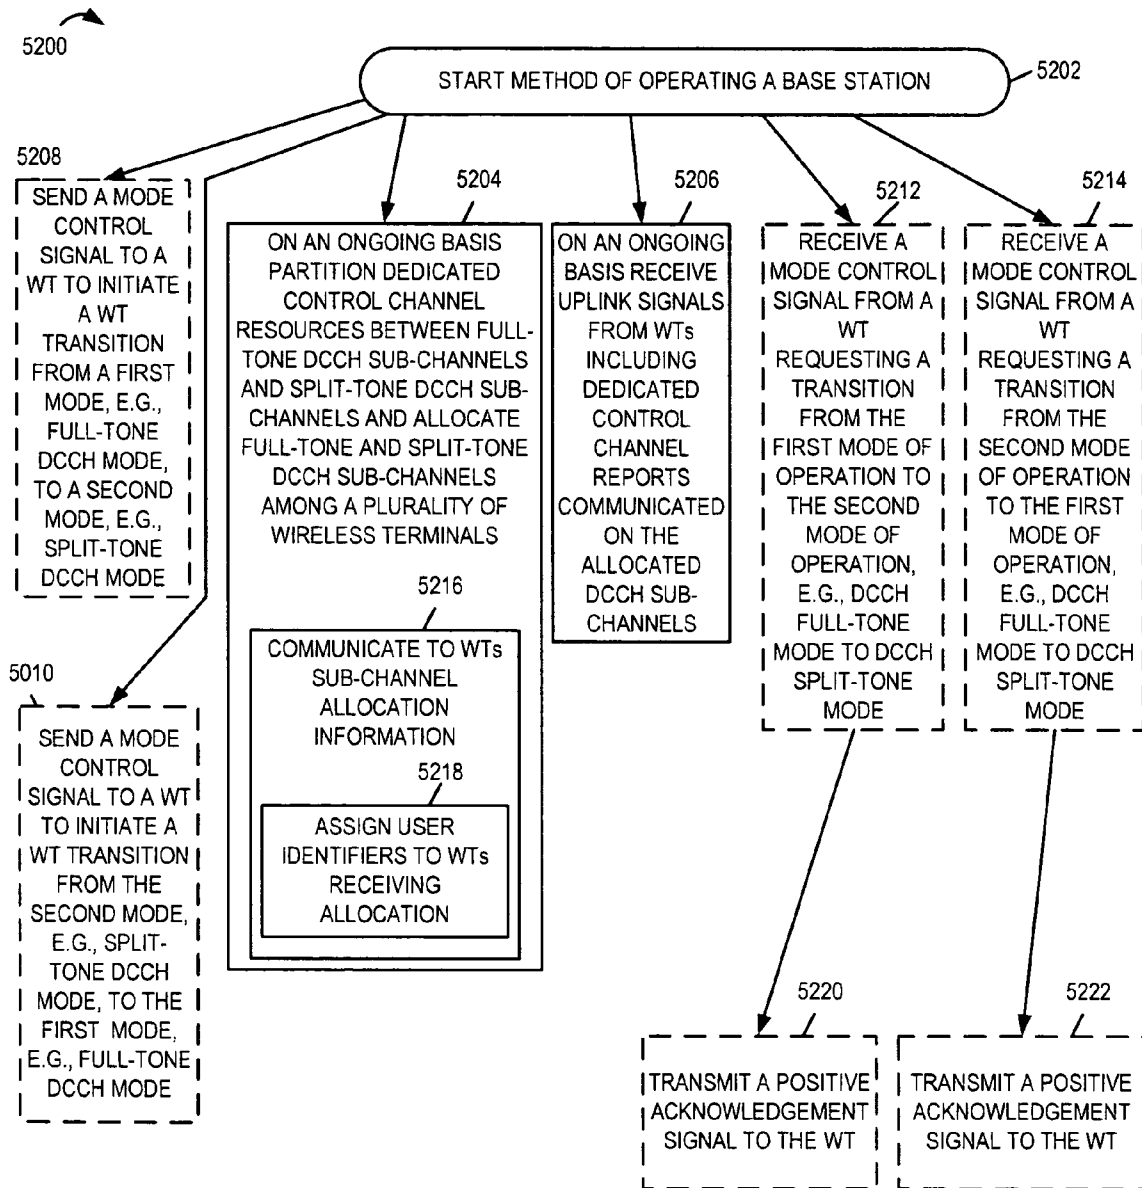 5200
START METHOD OF OPERATING A BASE STATION
5202
5208
SEND A MODE
CONTROL
SIGNAL TO A
WT TO INITIATE
A WT
TRANSITION
FROM A FIRST
MODE, E.G.,
FULL-TONE
DCCH MODE,
TO A SECOND
MODE, E.G.,
SPLIT-TONE
DCCH MODE
5204
ON AN ONGOING BASIS
PARTITION DEDICATED
CONTROL CHANNEL
RESOURCES BETWEEN FULL-
TONE DCCH SUB-CHANNELS
AND SPLIT-TONE DCCH SUB-
CHANNELS AND ALLOCATE
FULL-TONE AND SPLIT-TONE
DCCH SUB-CHANNELS
AMONG A PLURALITY OF
WIRELESS TERMINALS
5216
COMMUNICATE TO WTs
SUB-CHANNEL
ALLOCATION
INFORMATION
5218
ASSIGN USER
IDENTIFIERS TO WTs
RECEIVING
ALLOCATION
5206
ON AN ONGOING
BASIS RECEIVE
UPLINK SIGNALS
FROM WTs
INCLUDING
DEDICATED
CONTROL
CHANNEL
REPORTS
COMMUNICATED
ON THE
ALLOCATED
DCCH SUB-
CHANNELS
5212
RECEIVE A
MODE CONTROL
SIGNAL FROM A
WT
REQUESTING A
TRANSITION
FROM THE
FIRST MODE OF
OPERATION TO
THE SECOND
MODE OF
OPERATION,
E.G., DCCH
FULL-TONE
MODE TO DCCH
SPLIT-TONE
MODE
5214
RECEIVE A
MODE CONTROL
SIGNAL FROM A
WT
REQUESTING A
TRANSITION
FROM THE
SECOND MODE
OF OPERATION
TO THE FIRST
MODE OF
OPERATION,
E.G., DCCH
FULL-TONE
MODE TO DCCH
SPLIT-TONE
MODE
5010
SEND A MODE
CONTROL
SIGNAL TO A WT
TO INITIATE A
WT TRANSITION
FROM THE
SECOND MODE,
E.G., SPLIT-
TONE DCCH
MODE, TO THE
FIRST MODE,
E.G., FULL-TONE
DCCH MODE
5220
TRANSMIT A POSITIVE
ACKNOWLEDGEMENT
SIGNAL TO THE WT
5222
TRANSMIT A POSITIVE
ACKNOWLEDGEMENT
SIGNAL TO THE WT